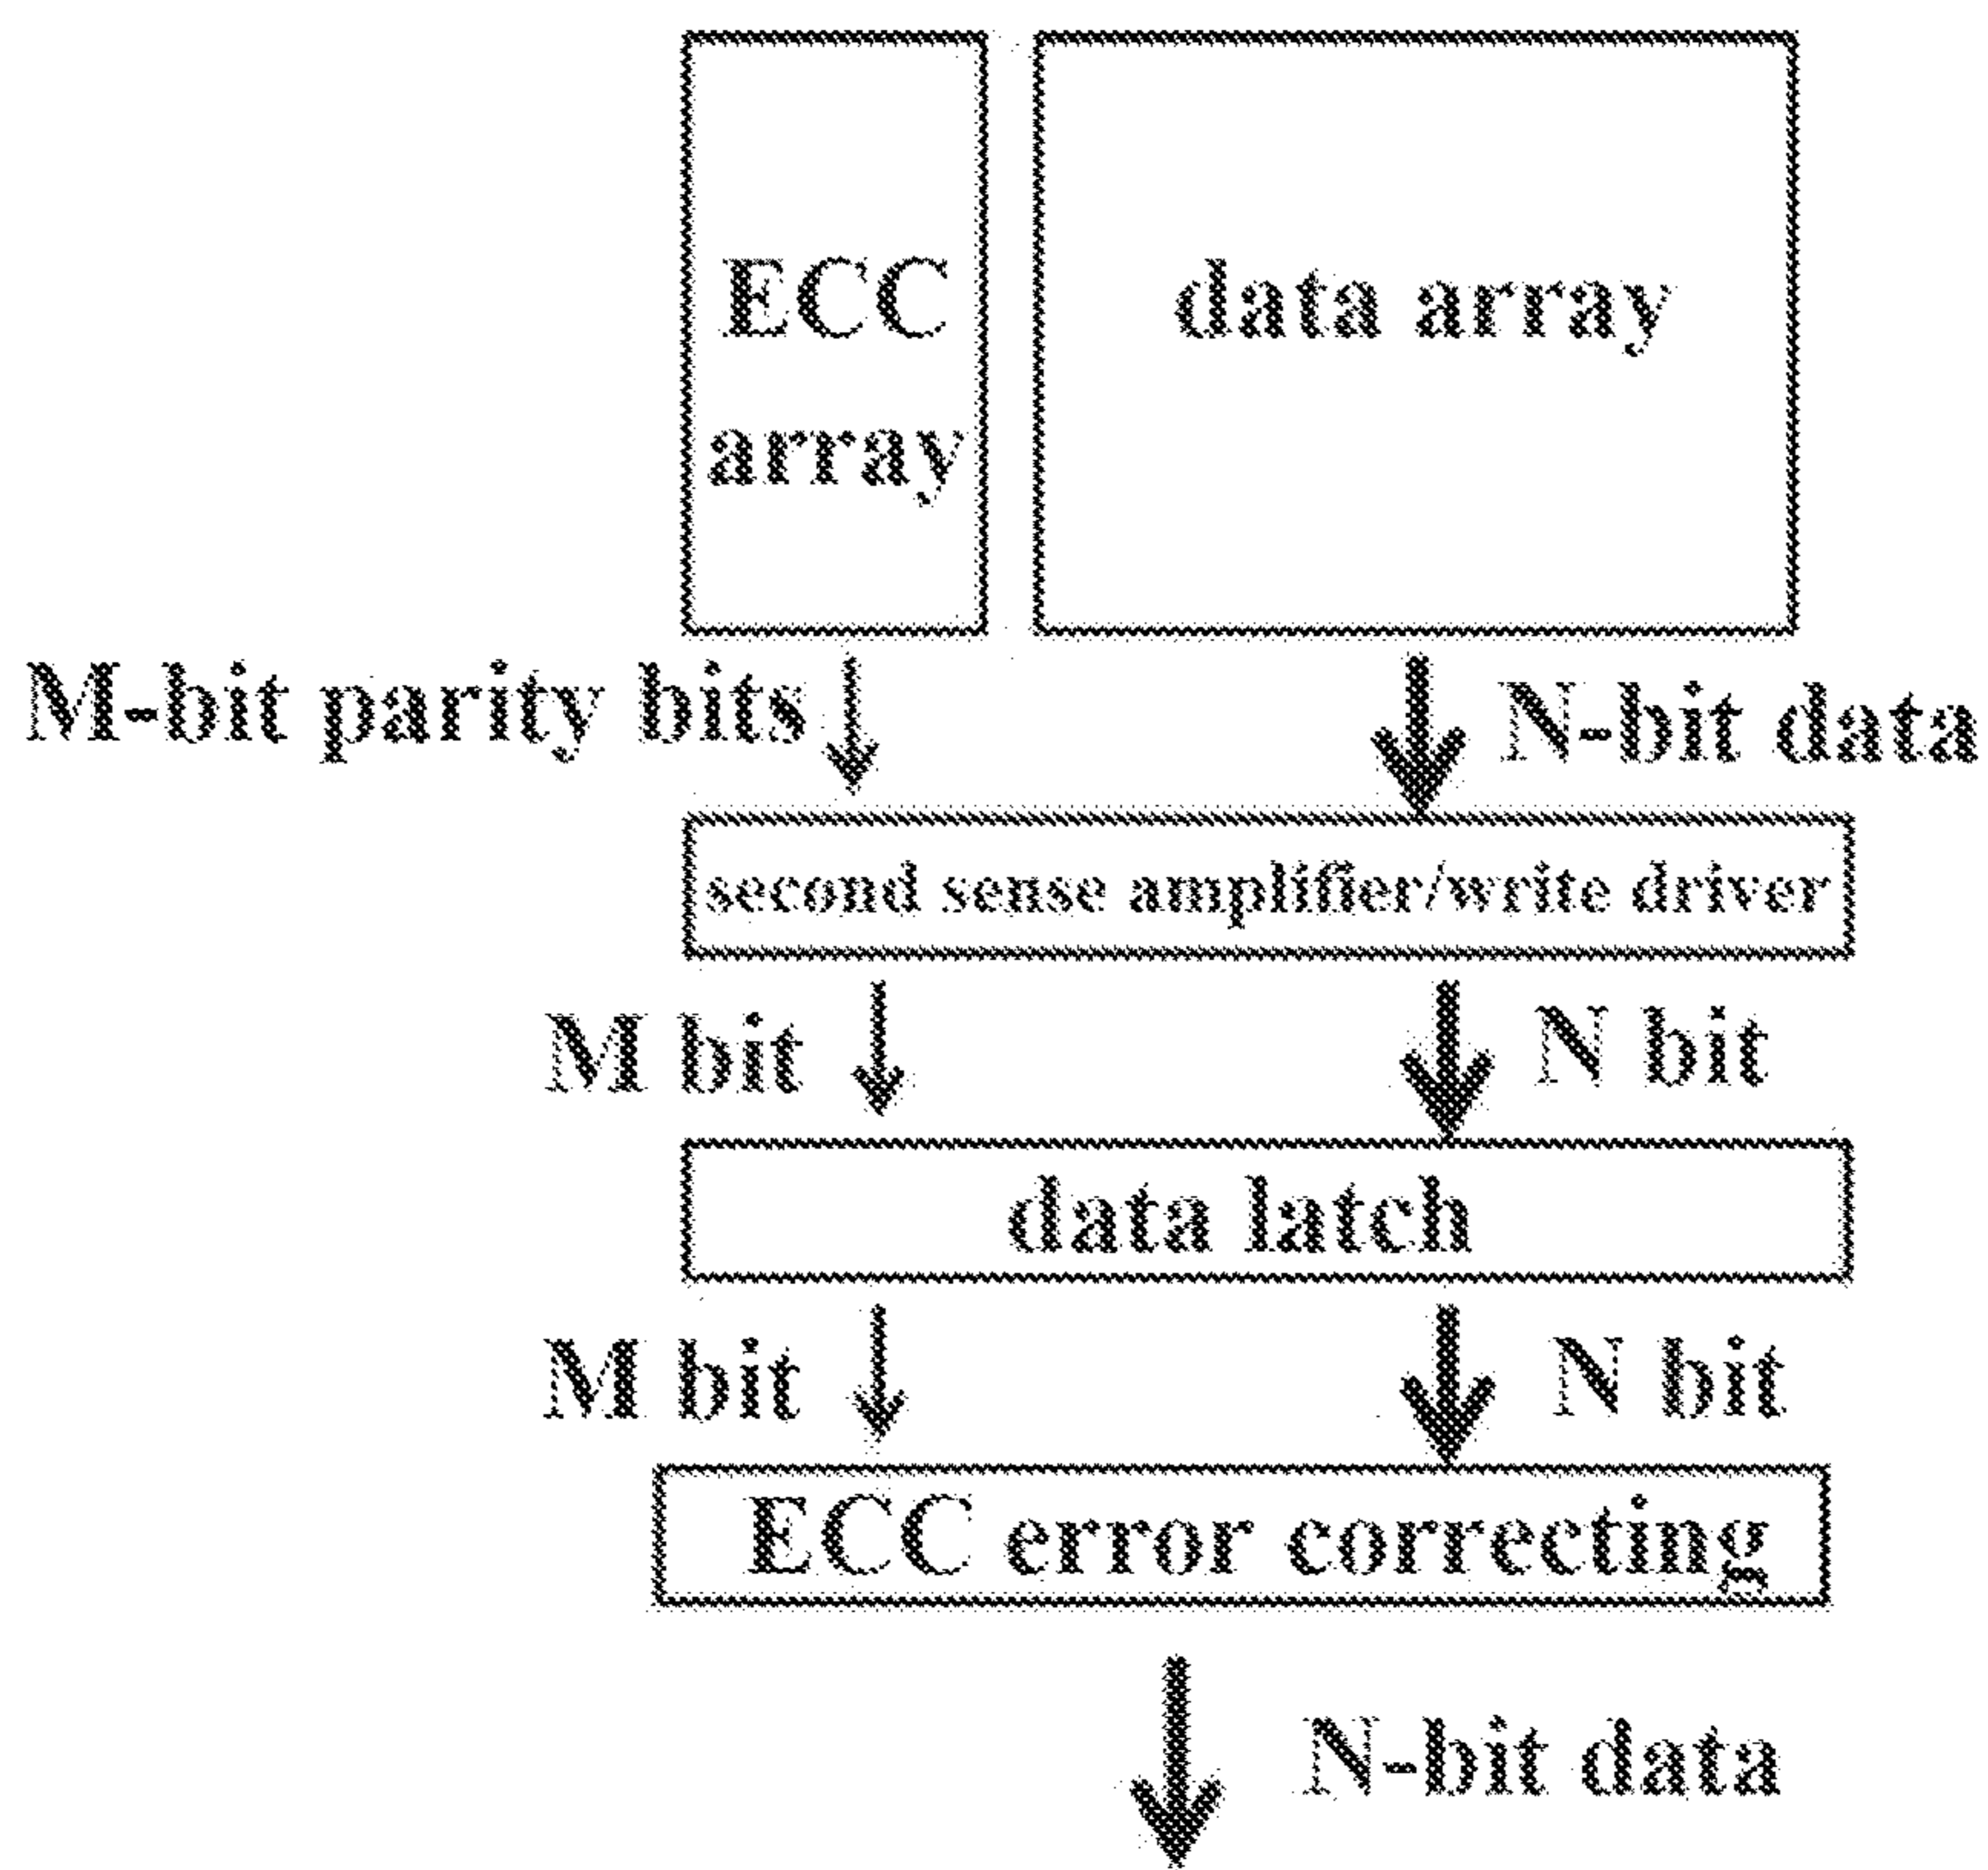 ECC
array
data array
M-bit parity bits
N-bit data
second sense amplifier/write driver
M bit
N bit
data latch
M bit
N bit
ECC error correcting
N-bit data